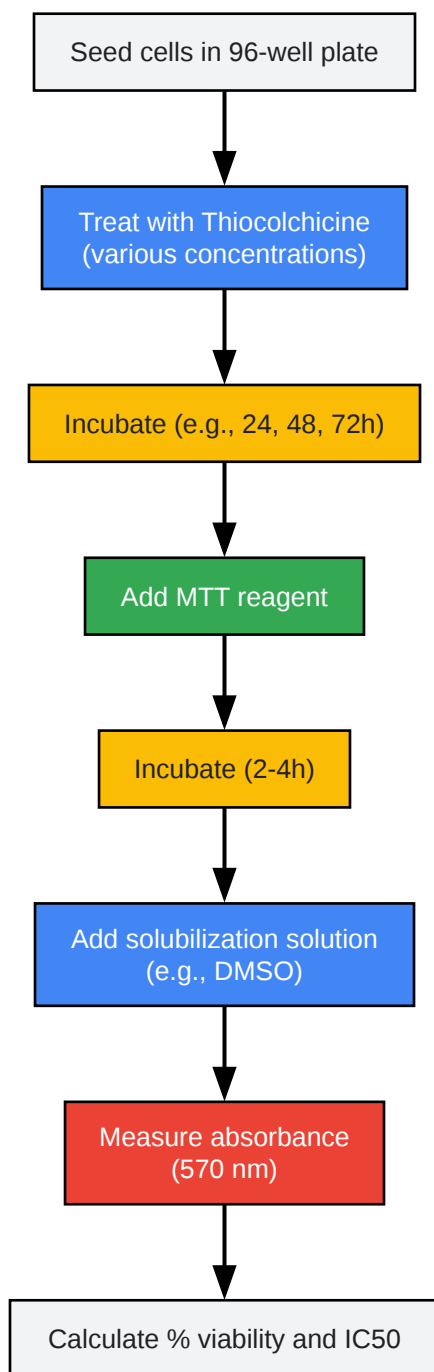 Seed cells in 96-well plate
Treat with Thiocolchicine
(various concentrations)
Incubate (e.g., 24, 48, 72h)
Add MTT reagent
Incubate (2-4h)
Add solubilization solution
(e.g., DMSO)
Measure absorbance
(570 nm)
Calculate % viability and IC50